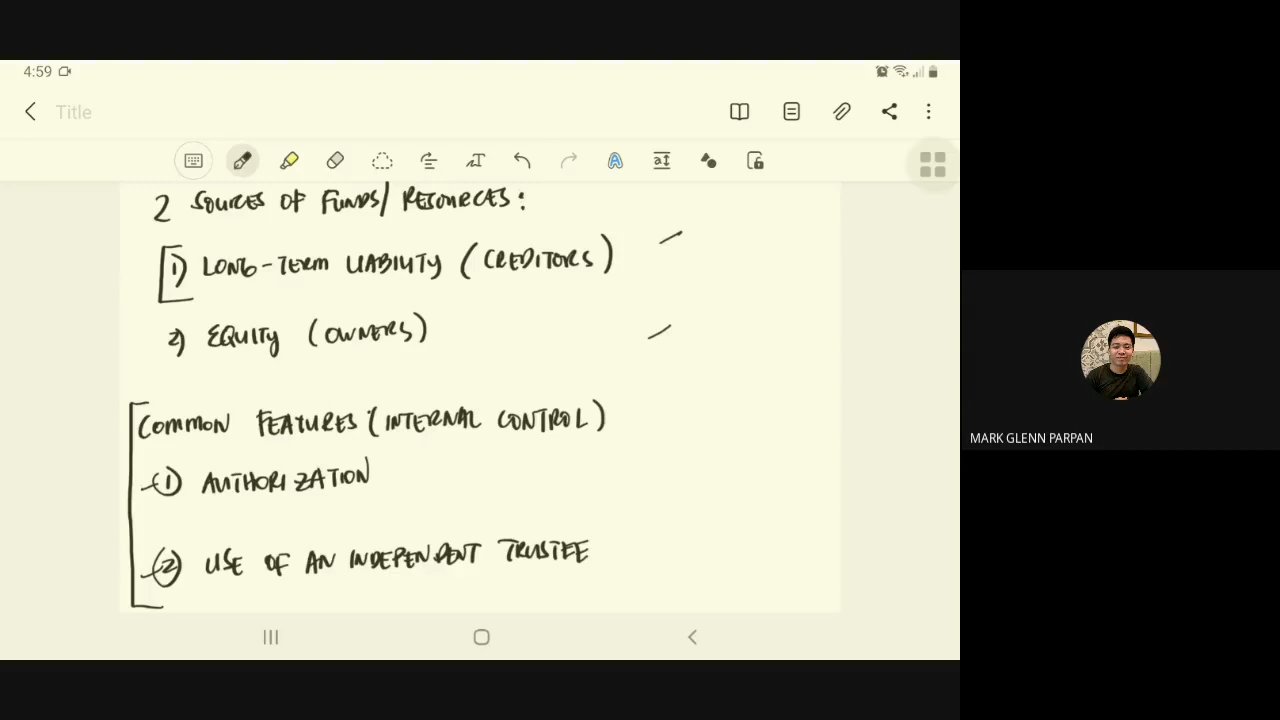 4:59
Title
2 SOURCES OF FUNDS/RESOURCES:
1) LONG-TERM LIABILITY (CREDITORS)
2) EQUITY (OWNERS)
COMMON FEATURES (INTERNAL CONTROL)
① AUTHORIZATION
② USE OF AN INDEPENDENT TRUSTEE
MARK GLENN PARPAN